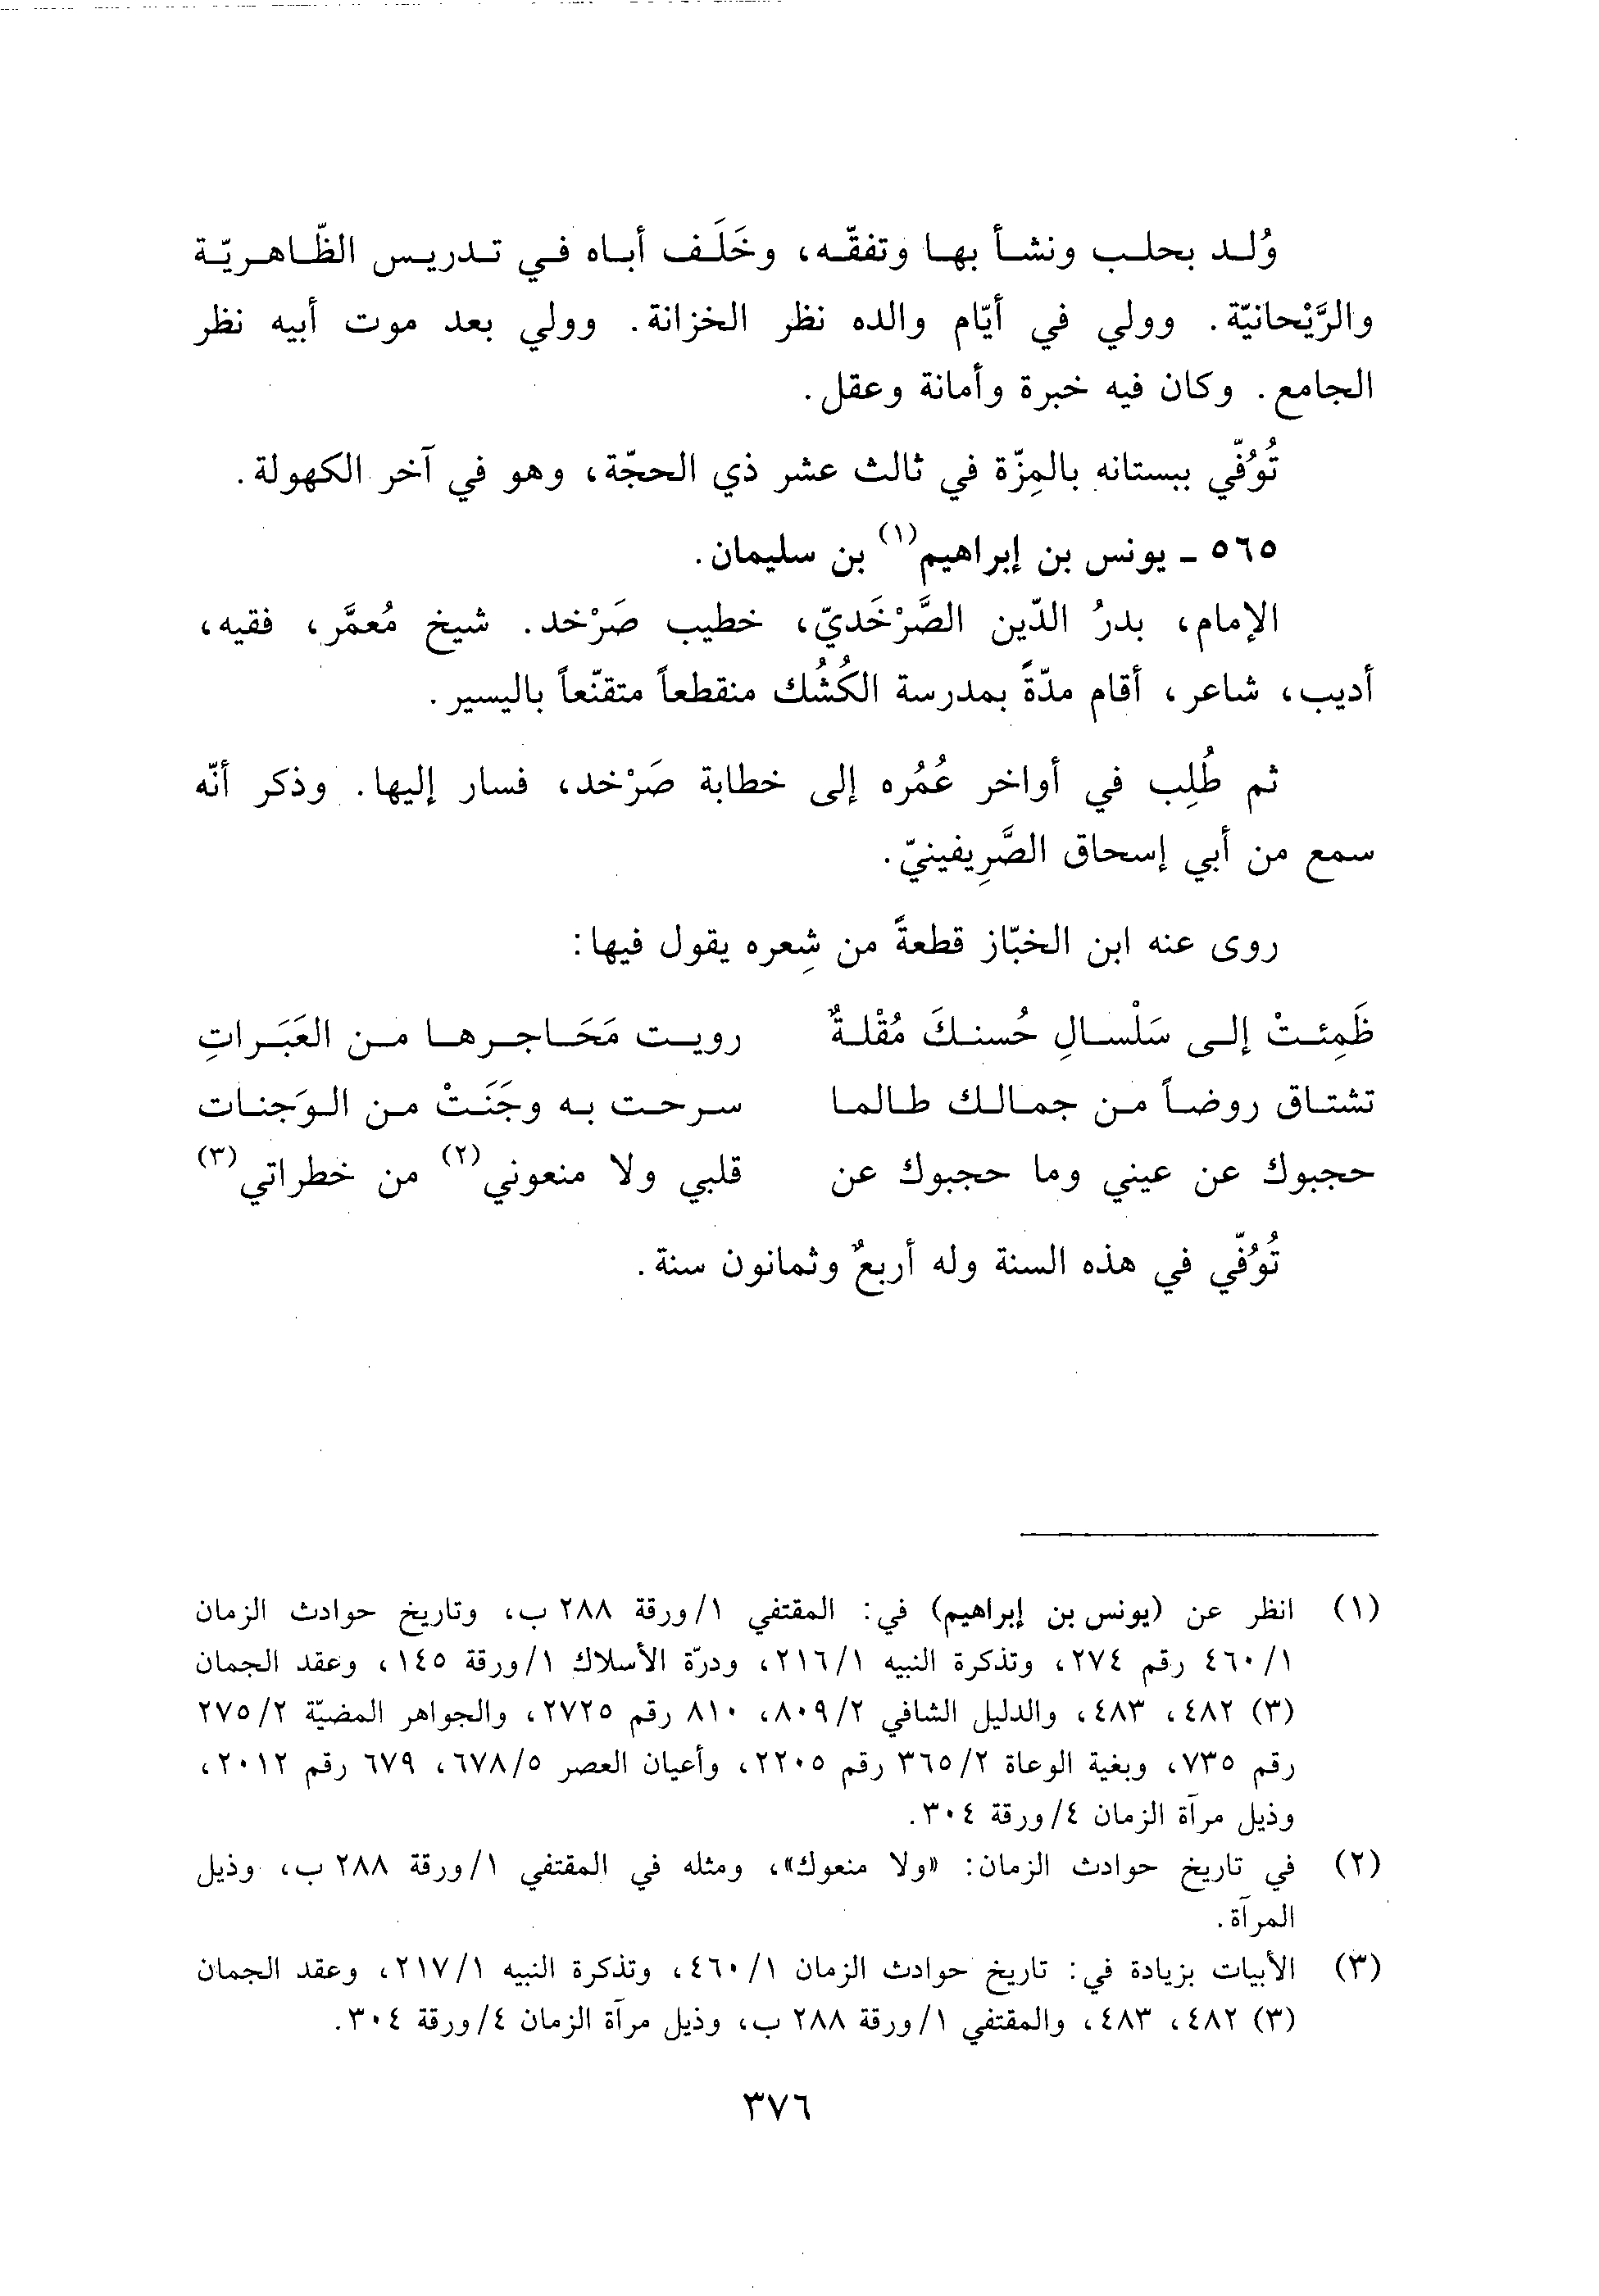 وُلد بحلب ونشأ بها وتفقّه، وخَلَف أباه في تدريس الظّاهريّة
والرَّيْحانيّة. وولي في أيّام والده نظر الخزانة. وولي بعد موت أبيه نظر
الجامع. وكان فيه خبرة وأمانة وعقل.
تُوُفّي ببستانه بالمِزّة في ثالث عشر ذي الحجّة، وهو في آخر الكهولة.
٥٦٥ ـ يونس بن إبراهيم(١) بن سليمان.
الإمام، بدرُ الدّين الصَّرْخَديّ، خطيب صَرْخد. شيخ مُعمَّر، فقيه،
أديب، شاعر، أقام مدّةً بمدرسة الكُشُك منقطعاً متقنّعاً باليسير.
ثم طُلِب في أواخر عُمُره إلى خطابة صَرْخد، فسار إليها. وذكر أنّه
سمع من أبي إسحاق الصَّرِيفينيّ.
روى عنه ابن الخبّاز قطعةً من شِعره يقول فيها:
ظَمِئتْ إلى سَلْسالِ حُسنكَ مُقْلةٌ رويت مَحَاجرها من العَبَراتِ
تشتاق روضاً من جمالك طالما سرحت به وجَنَتْ من الوَجنات
حجبوك عن عيني وما حجبوك عن قلبي ولا منعوني(٢) من خطراتي(٣)
تُوُفّي في هذه السنة وله أربعٌ وثمانون سنة.
(١) انظر عن (يونس بن إبراهيم) في: المقتفي ١/ورقة ٢٨٨ ب، وتاريخ حوادث الزمان
١/٤٦٠ رقم ٢٧٤، وتذكرة النبيه ٢١٦/١، ودرّة الأسلاك ١/ورقة ١٤٥، وعقد الجمان
(٣) ٤٨٢، ٤٨٣، والدليل الشافي ٨٠٩/٢، ٨١٠ رقم ٢٧٢٥، والجواهر المضيّة ٢٧٥/٢
رقم ٧٣٥، وبغية الوعاة ٣٦٥/٢ رقم ٢٢٠٥، وأعيان العصر ٦٧٨/٥، ٦٧٩ رقم ٢٠١٢،
وذيل مرآة الزمان ٤/ورقة ٣٠٤.
(٢) في تاريخ حوادث الزمان: «ولا منعوك»، ومثله في المقتفي ١/ورقة ٢٨٨ ب، وذيل
المرآة.
(٣) الأبيات بزيادة في: تاريخ حوادث الزمان ٤٦٠/١، وتذكرة النبيه ٢١٧/١، وعقد الجمان
(٣) ٤٨٢، ٤٨٣، والمقتفي ١/ورقة ٢٨٨ ب، وذيل مرآة الزمان ٤/ورقة ٣٠٤.
٣٧٦